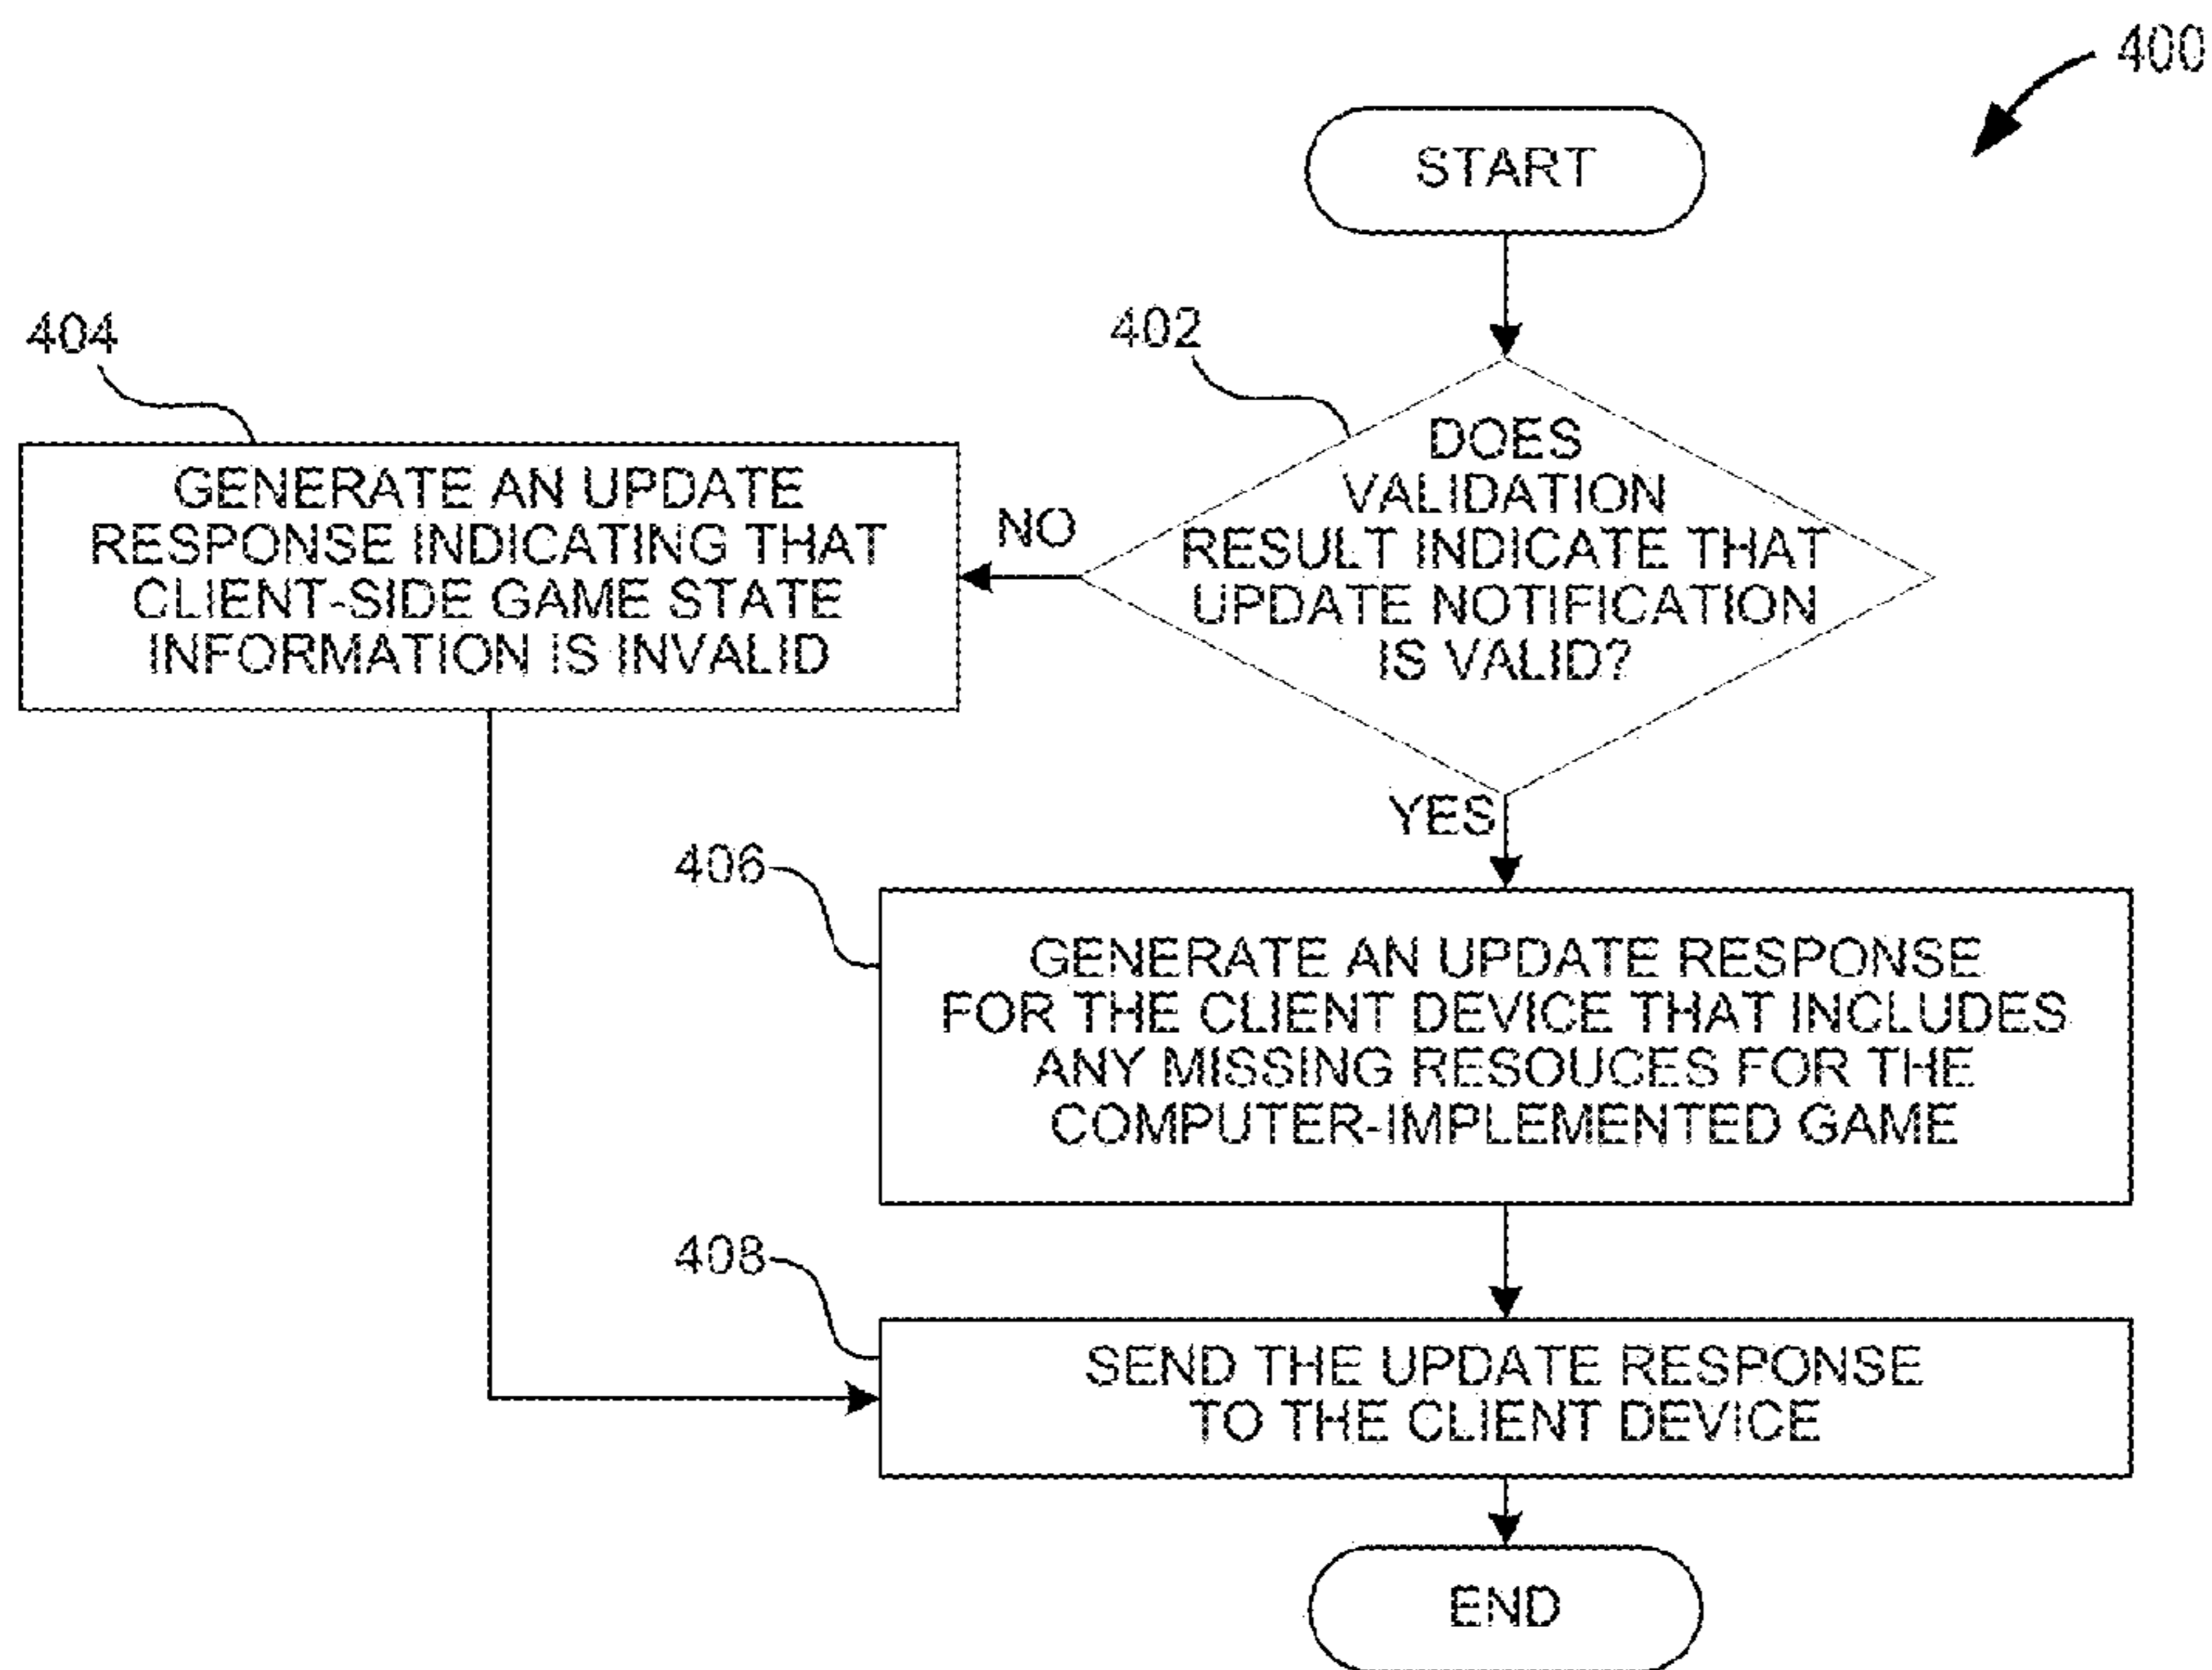 400
START
402
DOES
VALIDATION
RESULT INDICATE THAT
UPDATE NOTIFICATION
IS VALID?
NO
404
GENERATE AN UPDATE
RESPONSE INDICATING THAT
CLIENT-SIDE GAME STATE
INFORMATION IS INVALID
YES
406
GENERATE AN UPDATE RESPONSE
FOR THE CLIENT DEVICE THAT INCLUDES
ANY MISSING RESOUCES FOR THE
COMPUTER-IMPLEMENTED GAME
408
SEND THE UPDATE RESPONSE
TO THE CLIENT DEVICE
END